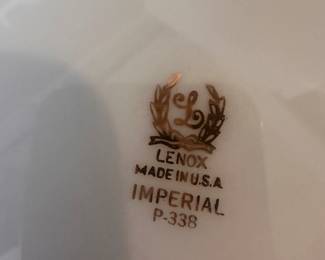 L
LENOX
MADE IN U.S.A
IMPERIAL
P-338